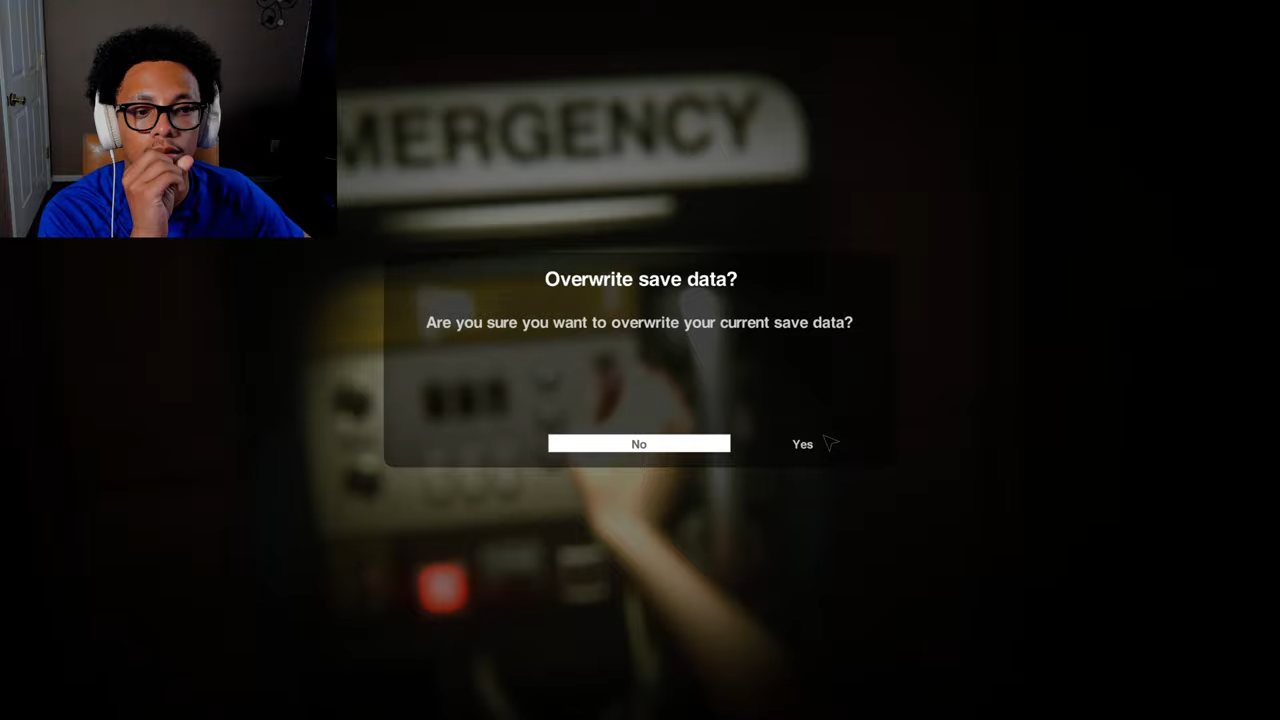 MERGENCY
Overwrite save data?
Are you sure you want to overwrite your current save data?
No
Yes